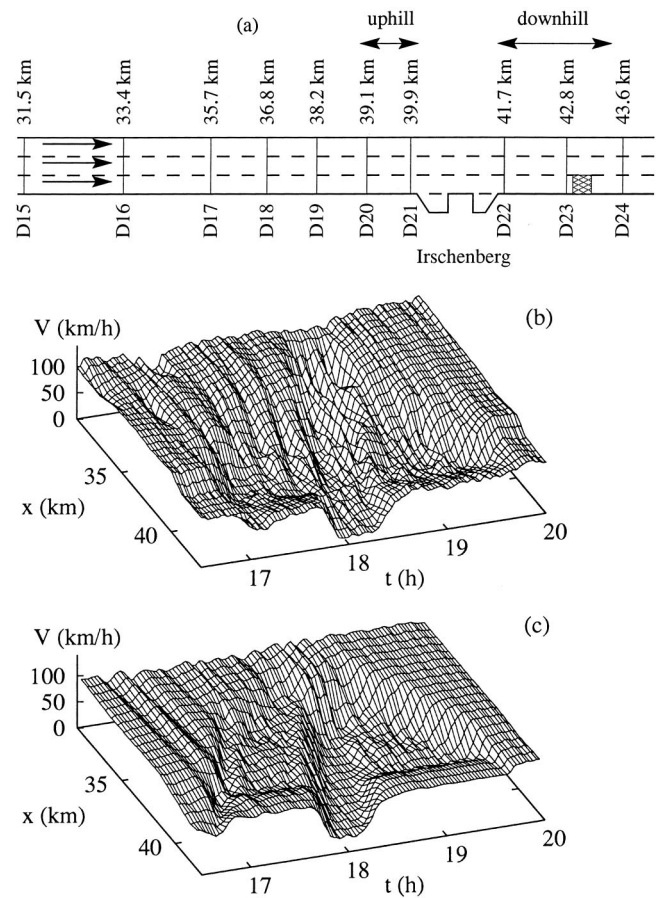 (a)
uphill
downhill
31.5 km
33.4 km
35.7 km
36.8 km
38.2 km
39.1 km
39.9 km
41.7 km
42.8 km
43.6 km
D15
D16
D17
D18
D19
D20
D21
D22
D23
D24
Irschenberg
(b)
V (km/h)
100
50
0
35
x (km)
40
17
18
19
20
t (h)
(c)
V (km/h)
100
50
0
35
x (km)
40
17
18
19
20
t (h)